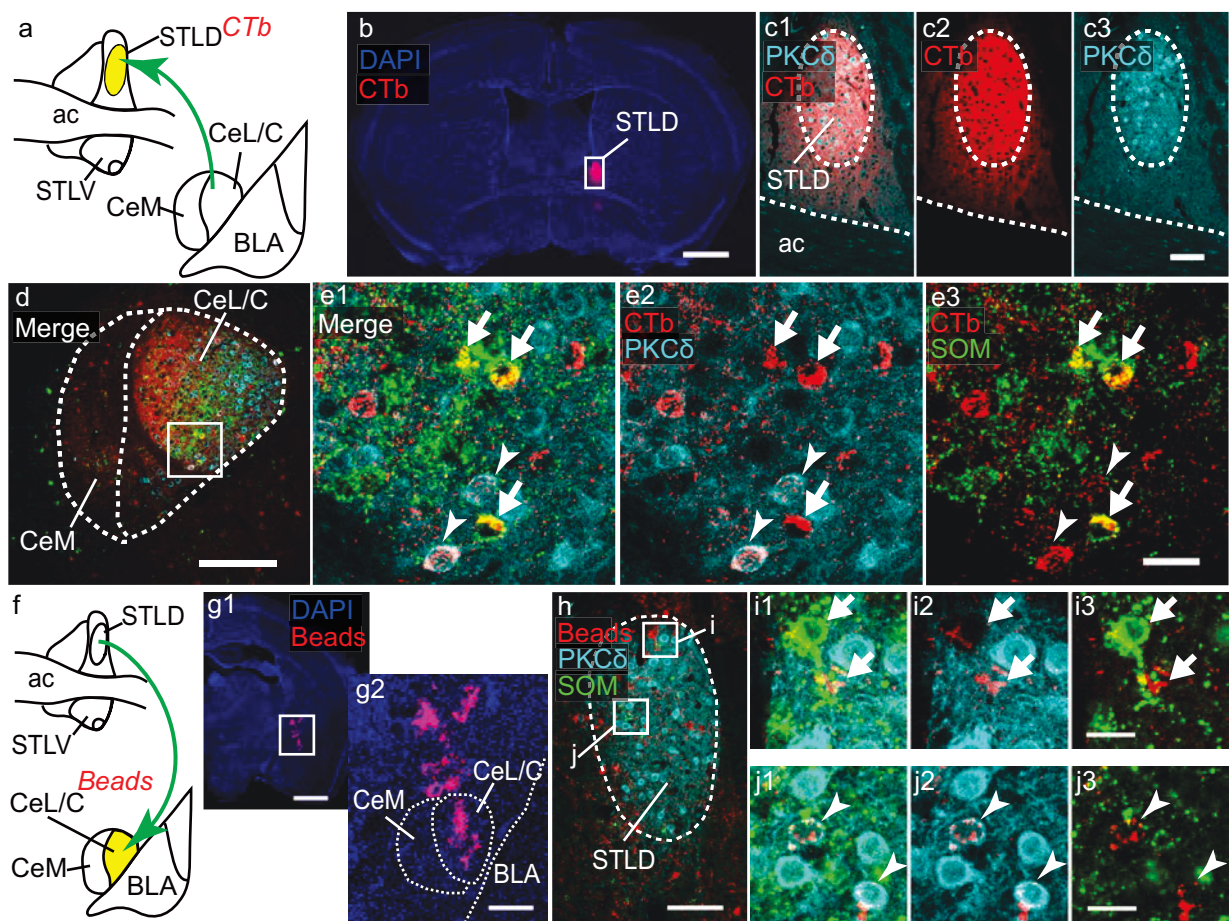 a
STLD CTb
ac
CeL/C
STLV
CeM
BLA
b
DAPI
CTb
STLD
c1
PKCδ
CTb
STLD
ac
c2
CTb
c3
PKCδ
d
Merge
CeL/C
CeM
e1
Merge
e2
CTb
PKCδ
e3
CTb
SOM
f
STLD
ac
STLV
Beads
CeL/C
CeM
BLA
g1
DAPI
Beads
g2
CeL/C
CeM
BLA
h
Beads
PKCδ
SOM
i
j
STLD
i1
i2
i3
j1
j2
j3